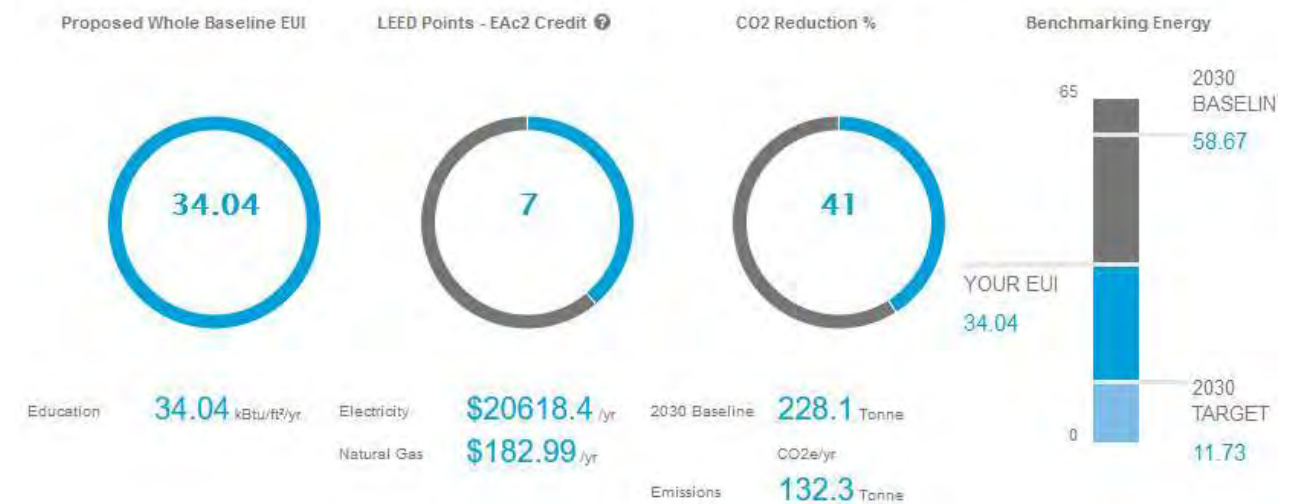 Proposed Whole Baseline EUI
34.04
Education 34.04 kBtu/ft²/yr
LEED Points - EAc2 Credit ?
7
Electricity $20618.4 /yr
Natural Gas $182.99 /yr
CO2 Reduction %
41
2030 Baseline 228.1 Tonne
CO2e/yr
Emissions 132.3 Tonne
Benchmarking Energy
65
2030
BASELIN
58.67
YOUR EUI
34.04
2030
TARGET
11.73
0